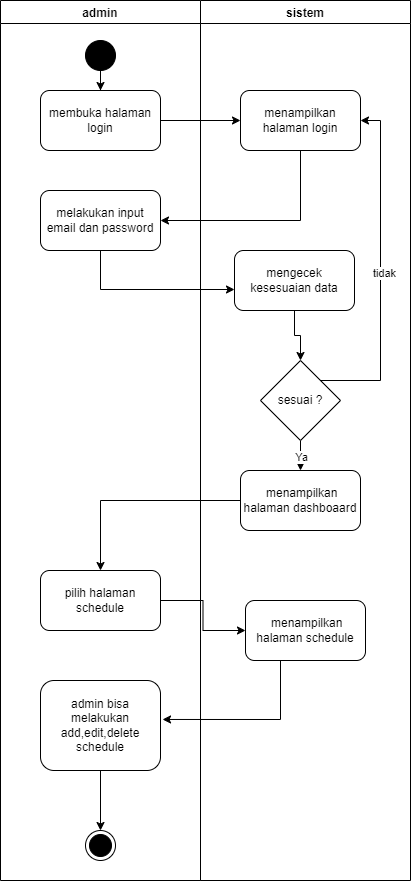 admin
sistem
membuka halaman
login
menampilkan
halaman login
melakukan input
email dan password
mengecek
kesesuaian data
tidak
sesuai ?
Ya
menampilkan
halaman dashboaard
pilih halaman
schedule
menampilkan
halaman schedule
admin bisa
melakukan
add,edit,delete
schedule